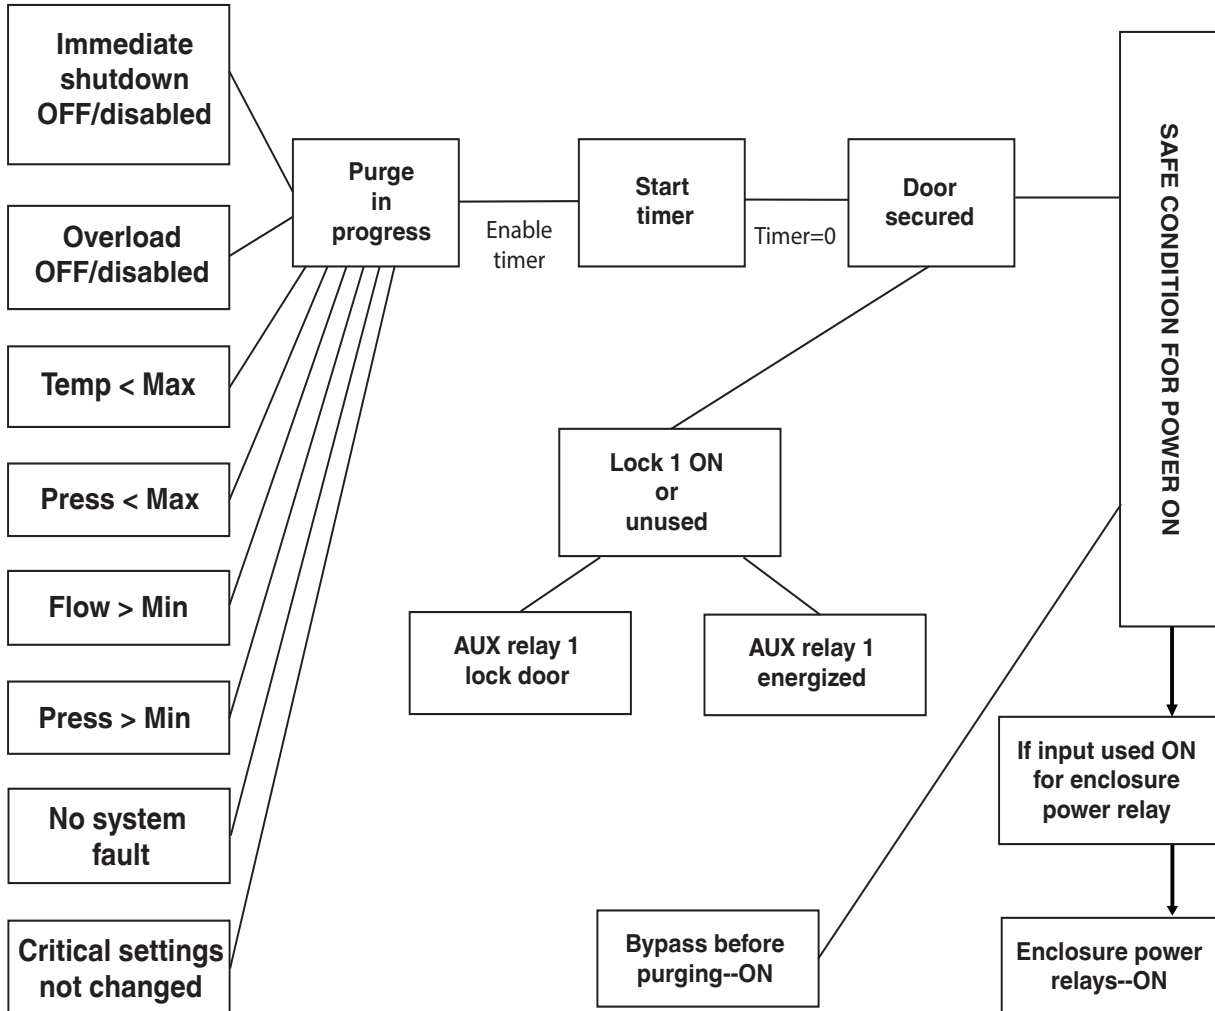 Immediate
shutdown
OFF/disabled
Overload
OFF/disabled
Temp < Max
Press < Max
Flow > Min
Press > Min
No system
fault
Critical settings
not changed
Purge
in
progress
Enable
timer
Start
timer
Timer=0
Door
secured
Lock 1 ON
or
unused
AUX relay 1
lock door
AUX relay 1
energized
Bypass before
purging--ON
SAFE CONDITION FOR POWER ON
If input used ON
for enclosure
power relay
Enclosure power
relays--ON